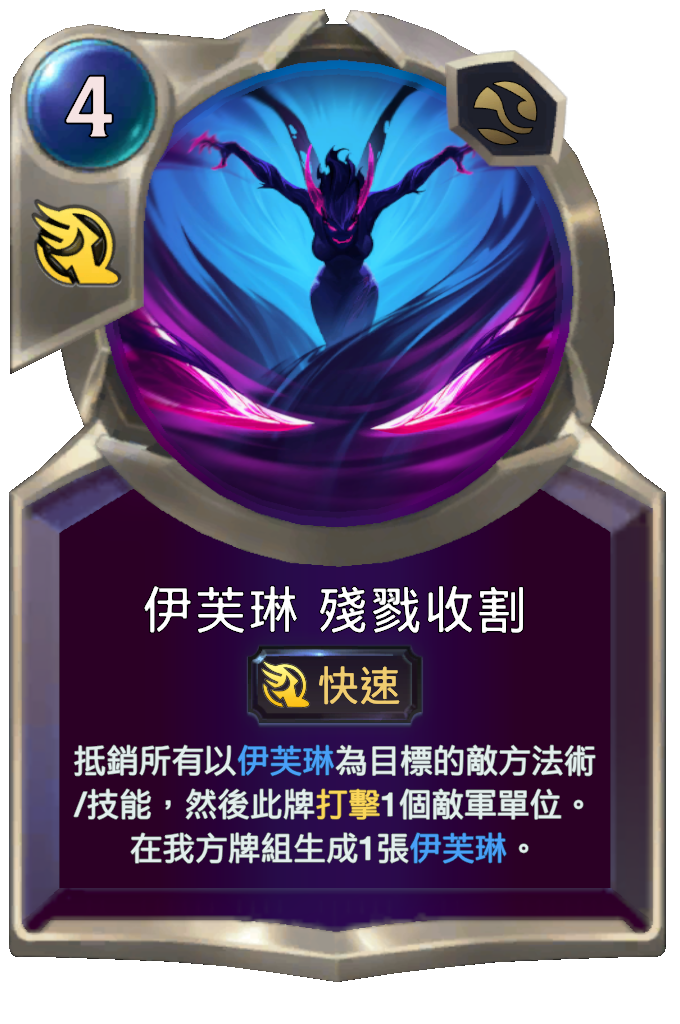 4
伊芙琳 殘戮收割
快速
抵銷所有以伊芙琳為目標的敵方法術
/技能，然後此牌打擊1個敵軍單位。
在我方牌組生成1張伊芙琳。